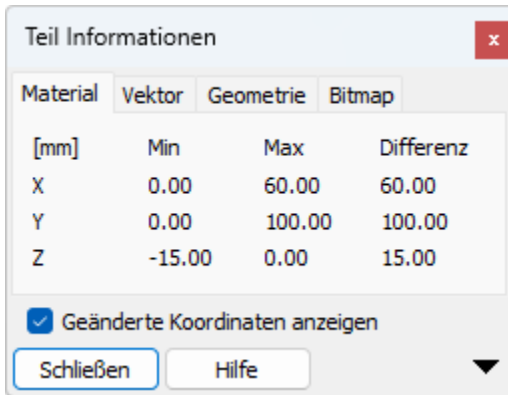 Teil Informationen
x
Material Vektor Geometrie Bitmap
[mm] Min Max Differenz
X 0.00 60.00 60.00
Y 0.00 100.00 100.00
Z -15.00 0.00 15.00
Geänderte Koordinaten anzeigen
Schließen Hilfe